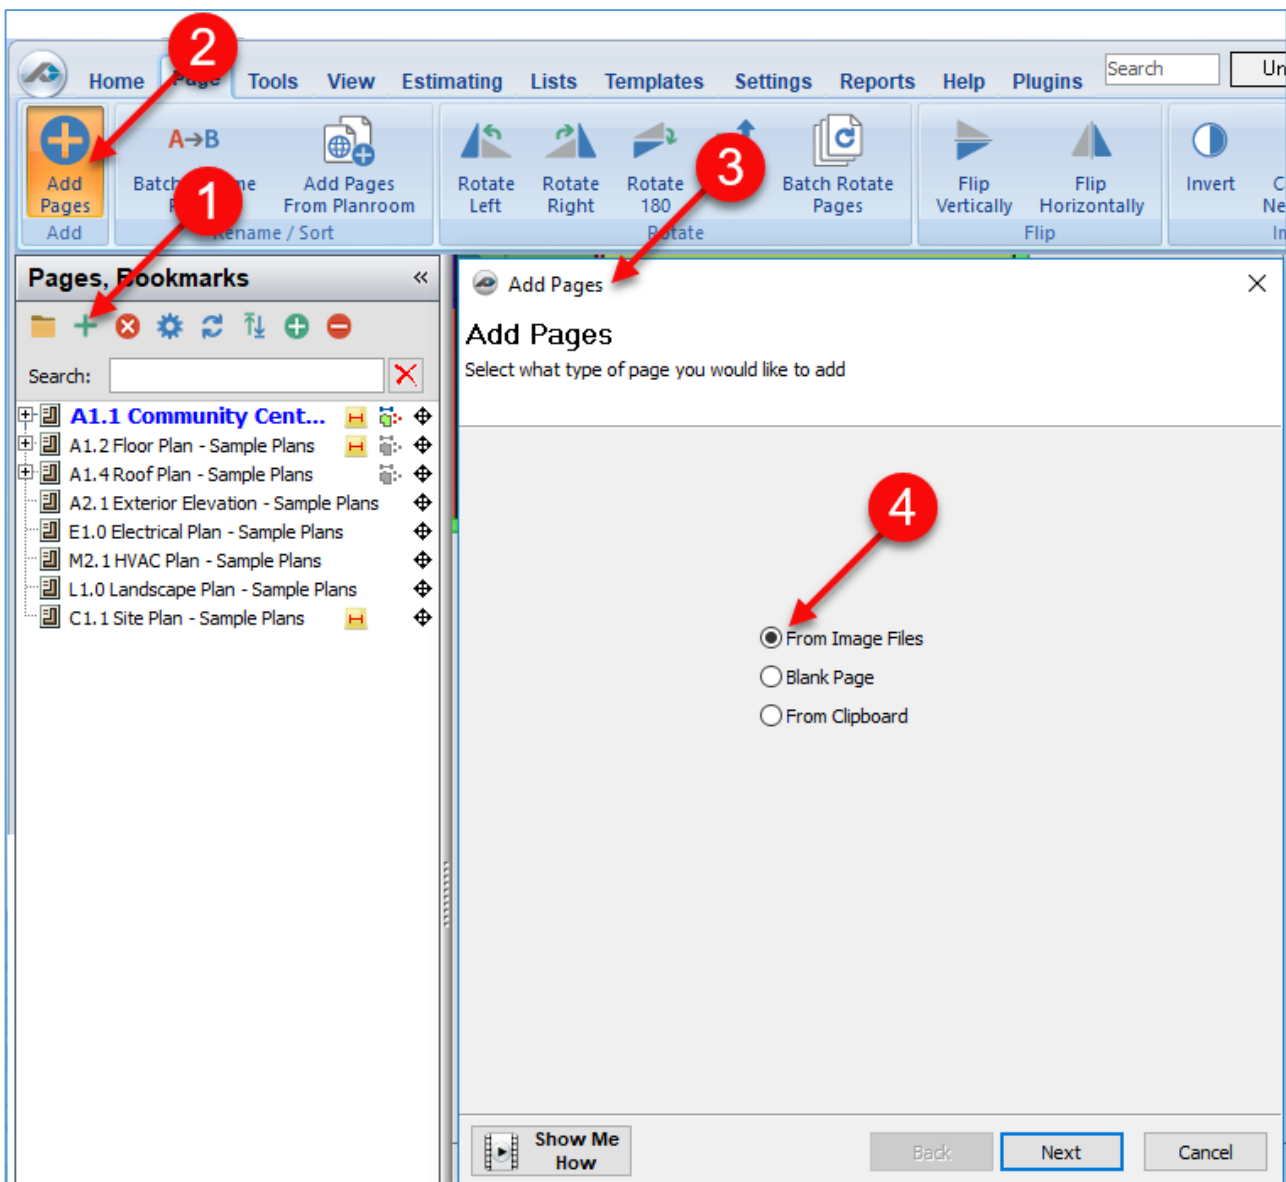 2
Home Page Tools View Estimating Lists Templates Settings Reports Help Plugins Search Un
A→B
3
Add Pages
Batch
Add Pages From Planroom
Rotate Left
Rotate Right
Rotate 180
Batch Rotate Pages
Flip Vertically
Flip Horizontally
Invert
1
Add
Rename / Sort
Rotate
Flip
Pages, Bookmarks «
Search:
A1.1 Community Cent...
A1.2 Floor Plan - Sample Plans
A1.4 Roof Plan - Sample Plans
A2.1 Exterior Elevation - Sample Plans
E1.0 Electrical Plan - Sample Plans
M2.1 HVAC Plan - Sample Plans
L1.0 Landscape Plan - Sample Plans
C1.1 Site Plan - Sample Plans
Add Pages
Add Pages
Select what type of page you would like to add
4
From Image Files
Blank Page
From Clipboard
Show Me
How
Back Next Cancel